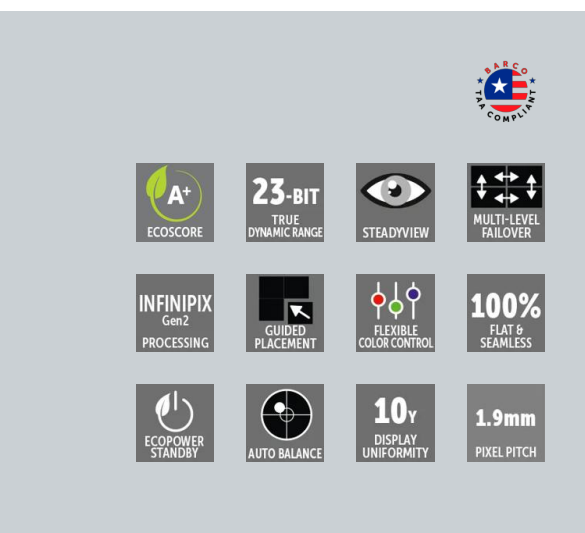 BARCO
TAA COMPLIANT
A+
ECOSCORE
23-BIT
TRUE
DYNAMIC RANGE
STEADYVIEW
MULTI-LEVEL
FAILOVER
INFINIPIX
Gen2
PROCESSING
GUIDED
PLACEMENT
FLEXIBLE
COLOR CONTROL
100%
FLAT &
SEAMLESS
ECOPOWER
STANDBY
AUTO BALANCE
10Y
DISPLAY
UNIFORMITY
1.9mm
PIXEL PITCH